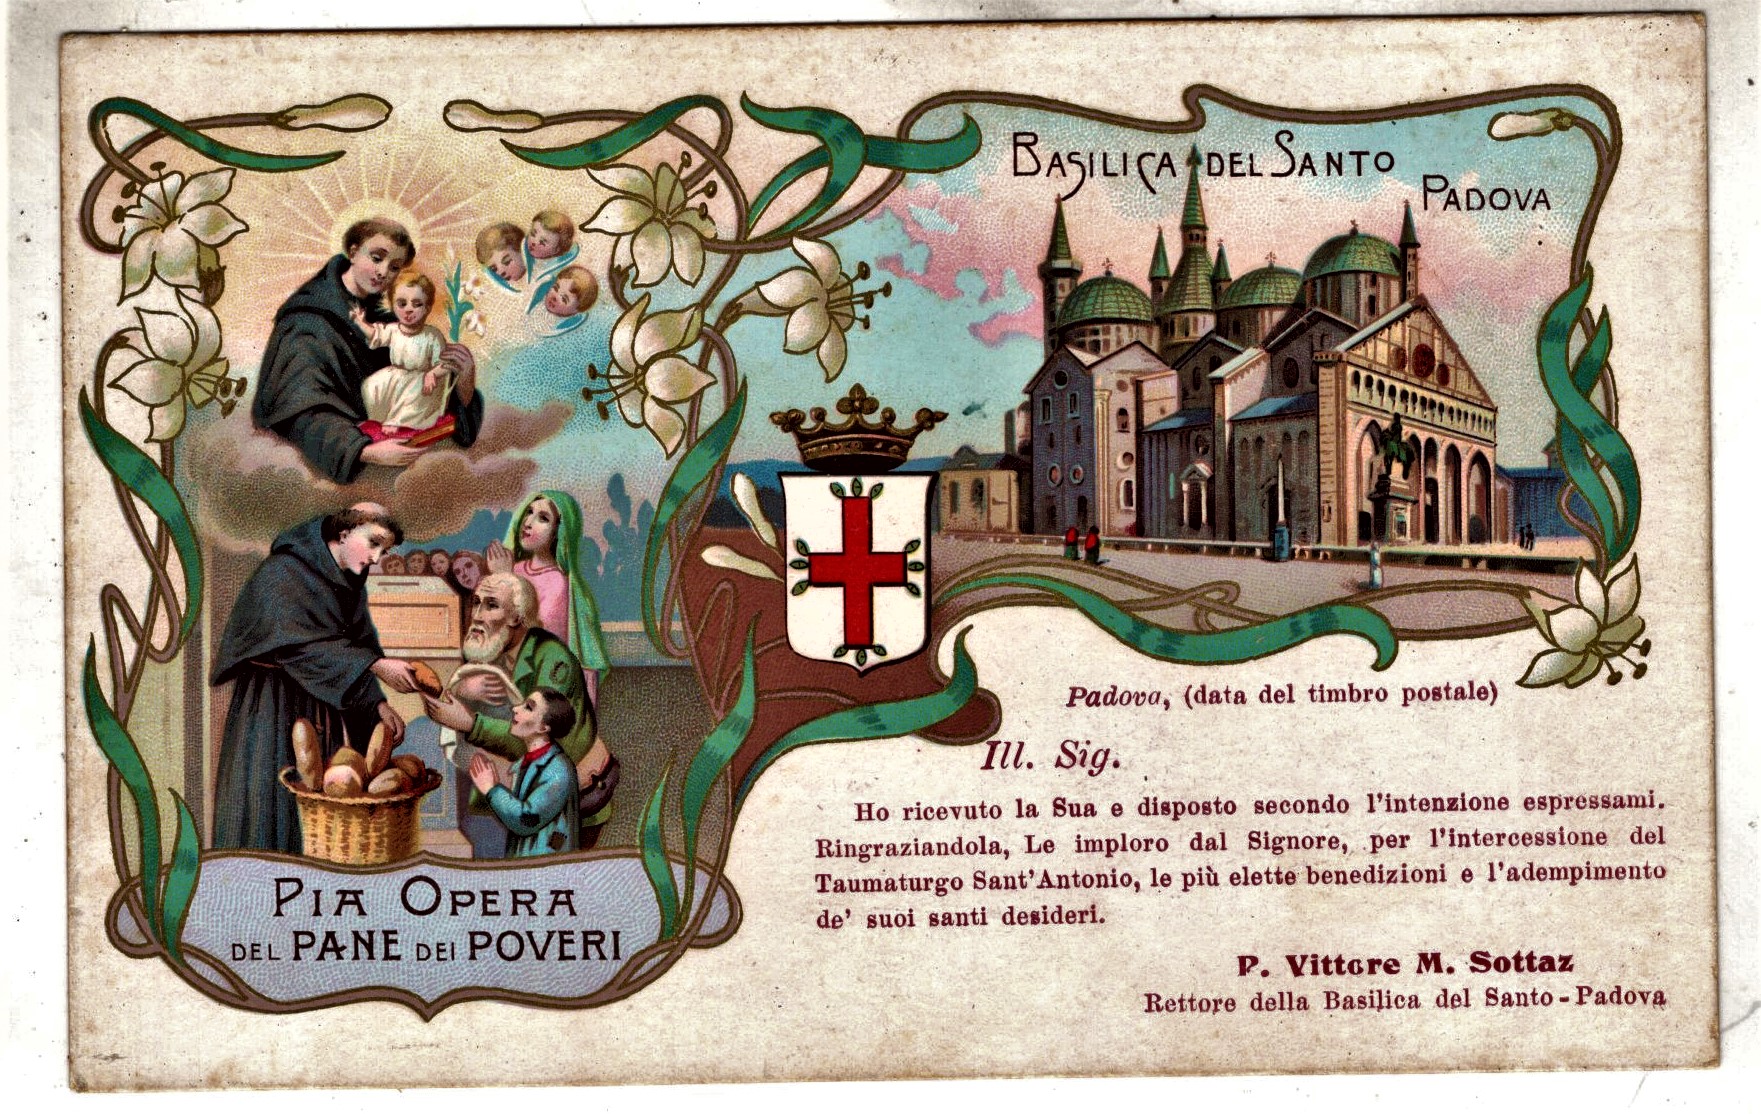 BASILICA DEL SANTO
PADOVA
PIA OPERA
DEL PANE DEI POVERI
Padova, (data del timbro postale)
Ill. Sig.
Ho ricevuto la Sua e disposto secondo l'intenzione espressami.
Ringraziandola, Le imploro dal Signore, per l'intercessione del
Taumaturgo Sant'Antonio, le più elette benedizioni e l'adempimento
de' suoi santi desideri.
P. Vittore M. Sottaz
Rettore della Basilica del Santo - Padova